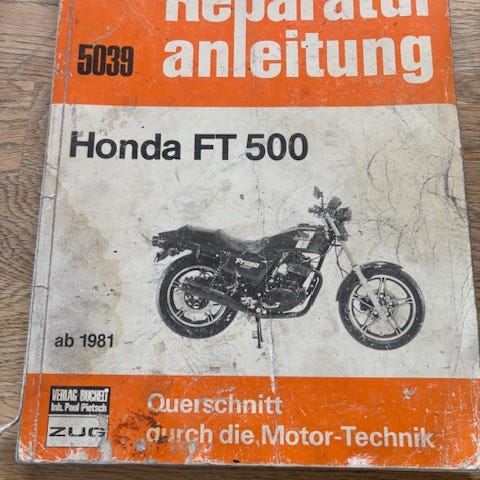 Reparatur
5039
anleitung
Honda FT 500
ab 1981
VERLAG BUCHELI
Inh. Paul Pietsch
ZUG
Querschnitt
durch die Motor-Technik